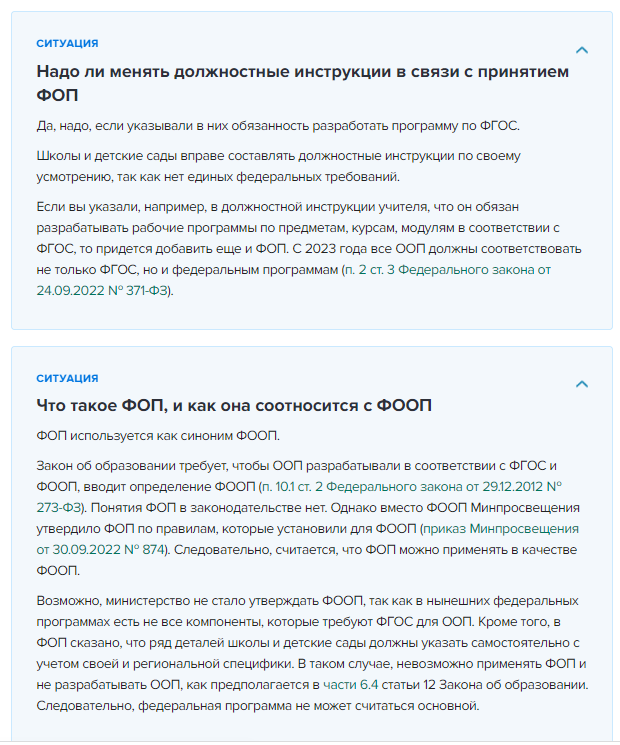 СИТУАЦИЯ
Надо ли менять должностные инструкции в связи с принятием
ФОП
Да, надо, если указывали в них обязанность разработать программу по ФГОС.
Школы и детские сады вправе составлять должностные инструкции по своему
усмотрению, так как нет единых федеральных требований.
Если вы указали, например, в должностной инструкции учителя, что он обязан
разрабатывать рабочие программы по предметам, курсам, модулям в соответствии с
ФГОС, то придется добавить еще и ФОП. С 2023 года все ООП должны соответствовать
не только ФГОС, но и федеральным программам (п. 2 ст. 3 Федерального закона от
24.09.2022 № 371-ФЗ).
СИТУАЦИЯ
Что такое ФОП, и как она соотносится с ФООП
ФОП используется как синоним ФООП.
Закон об образовании требует, чтобы ООП разрабатывали в соответствии с ФГОС и
ФООП, вводит определение ФООП (п. 10.1 ст. 2 Федерального закона от 29.12.2012 №
273-ФЗ). Понятия ФОП в законодательстве нет. Однако вместо ФООП Минпросвещения
утвердило ФОП по правилам, которые установили для ФООП (приказ Минпросвещения
от 30.09.2022 № 874). Следовательно, считается, что ФОП можно применять в качестве
ФООП.
Возможно, министерство не стало утверждать ФООП, так как в нынешних федеральных
программах есть не все компоненты, которые требуют ФГОС для ООП. Кроме того, в
ФОП сказано, что ряд деталей школы и детские сады должны указать самостоятельно с
учетом своей и региональной специфики. В таком случае, невозможно применять ФОП и
не разрабатывать ООП, как предполагается в части 6.4 статьи 12 Закона об образовании.
Следовательно, федеральная программа не может считаться основной.